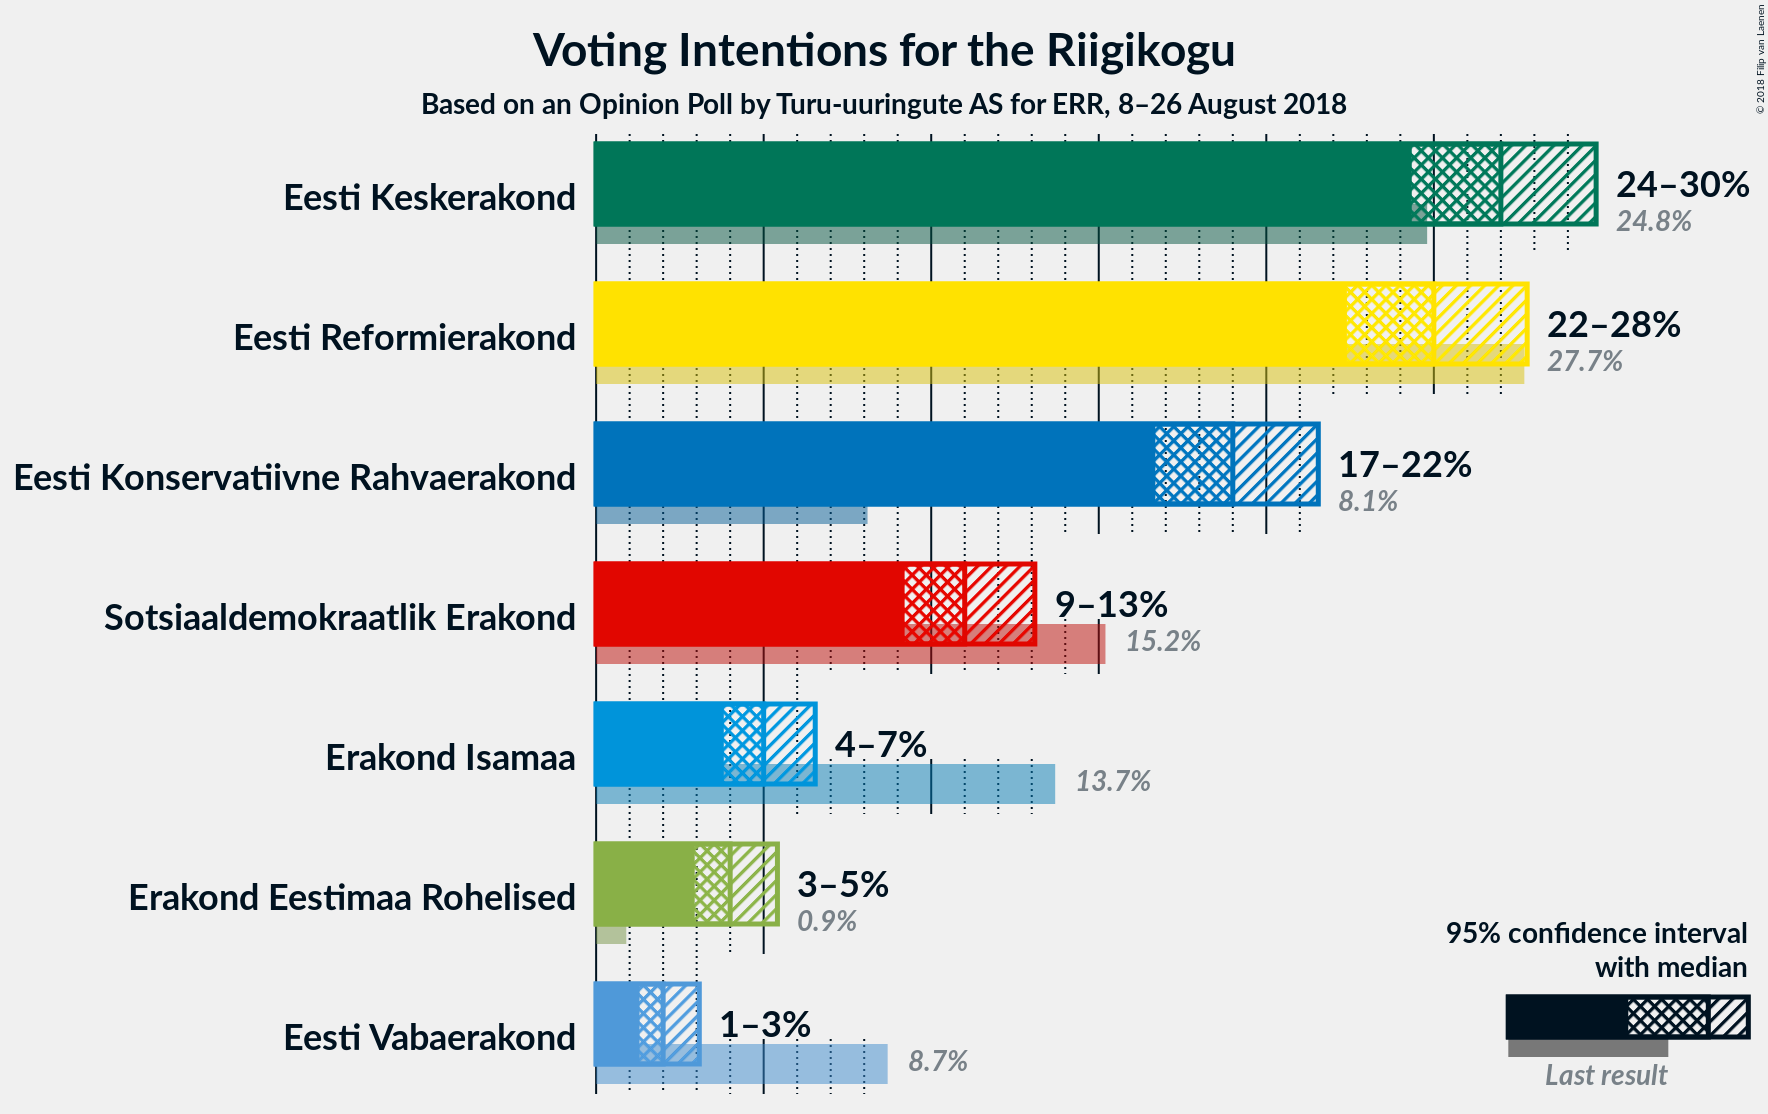 Voting Intentions for the Riigikogu
Based on an Opinion Poll by Turu-uuringute AS for ERR, 8–26 August 2018
© 2018 Filip van Laenen
Eesti Keskerakond
24–30%
24.8%
Eesti Reformierakond
22–28%
27.7%
Eesti Konservatiivne Rahvaerakond
17–22%
8.1%
Sotsiaaldemokraatlik Erakond
9–13%
15.2%
Erakond Isamaa
4–7%
13.7%
Erakond Eestimaa Rohelised
3–5%
0.9%
Eesti Vabaerakond
1–3%
8.7%
95% confidence interval
with median
Last result